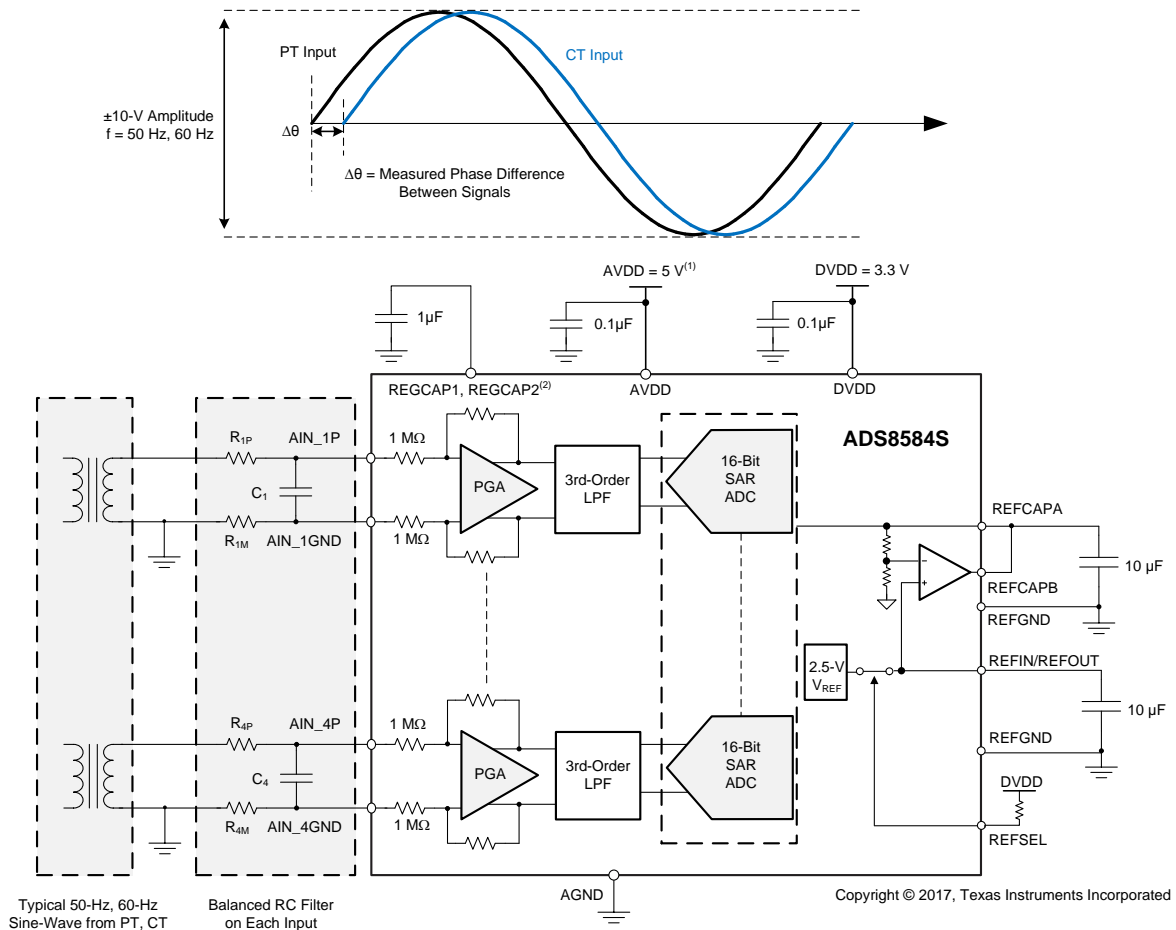 PT Input
CT Input
±10-V Amplitude
f = 50 Hz, 60 Hz
Δθ
Δθ = Measured Phase Difference
Between Signals
AVDD = 5 V(1)
DVDD = 3.3 V
1µF
0.1µF
0.1µF
REGCAP1, REGCAP2(2)
AVDD
DVDD
ADS8584S
R1P
AIN_1P
1 MΩ
PGA
3rd-Order
LPF
16-Bit
SAR
ADC
C1
R1M
AIN_1GND
1 MΩ
REFCAPA
10 µF
REFCAPB
REFGND
2.5-V
VREF
REFIN/REFOUT
10 µF
REFGND
R4P
AIN_4P
1 MΩ
PGA
3rd-Order
LPF
16-Bit
SAR
ADC
C4
R4M
AIN_4GND
1 MΩ
DVDD
REFSEL
AGND
Typical 50-Hz, 60-Hz
Sine-Wave from PT, CT
Balanced RC Filter
on Each Input
Copyright © 2017, Texas Instruments Incorporated
− 
+